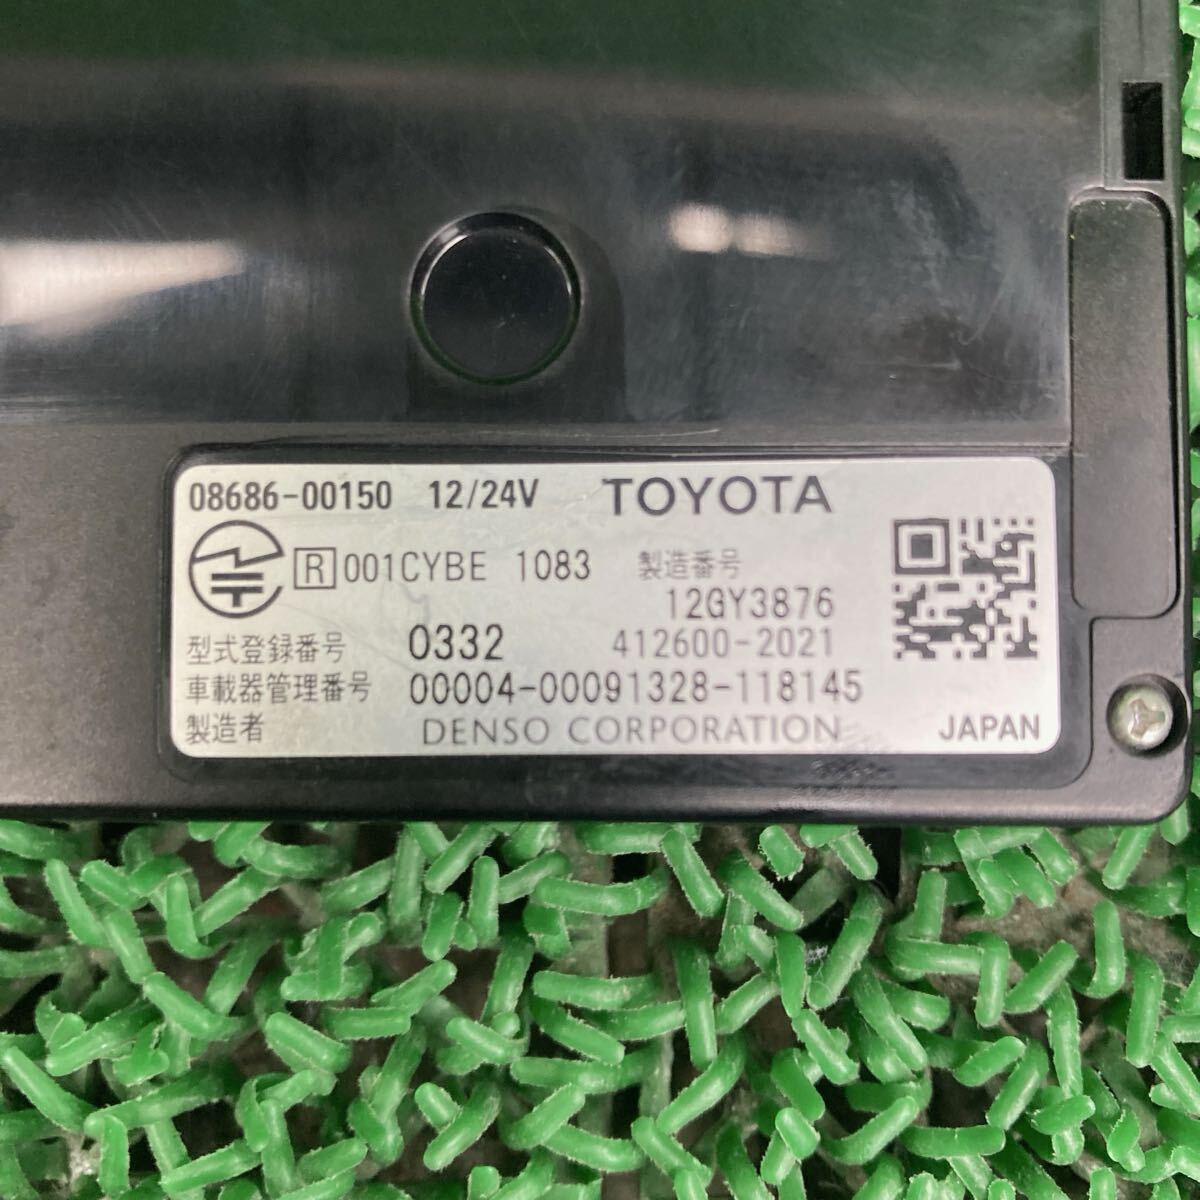 08686-00150 12/24V TOYOTA
R 001CYBE 1083 製造番号
12GY3876
型式登録番号 0332 412600-2021
車載器管理番号 00004-00091328-118145
製造者 DENSO CORPORATION JAPAN